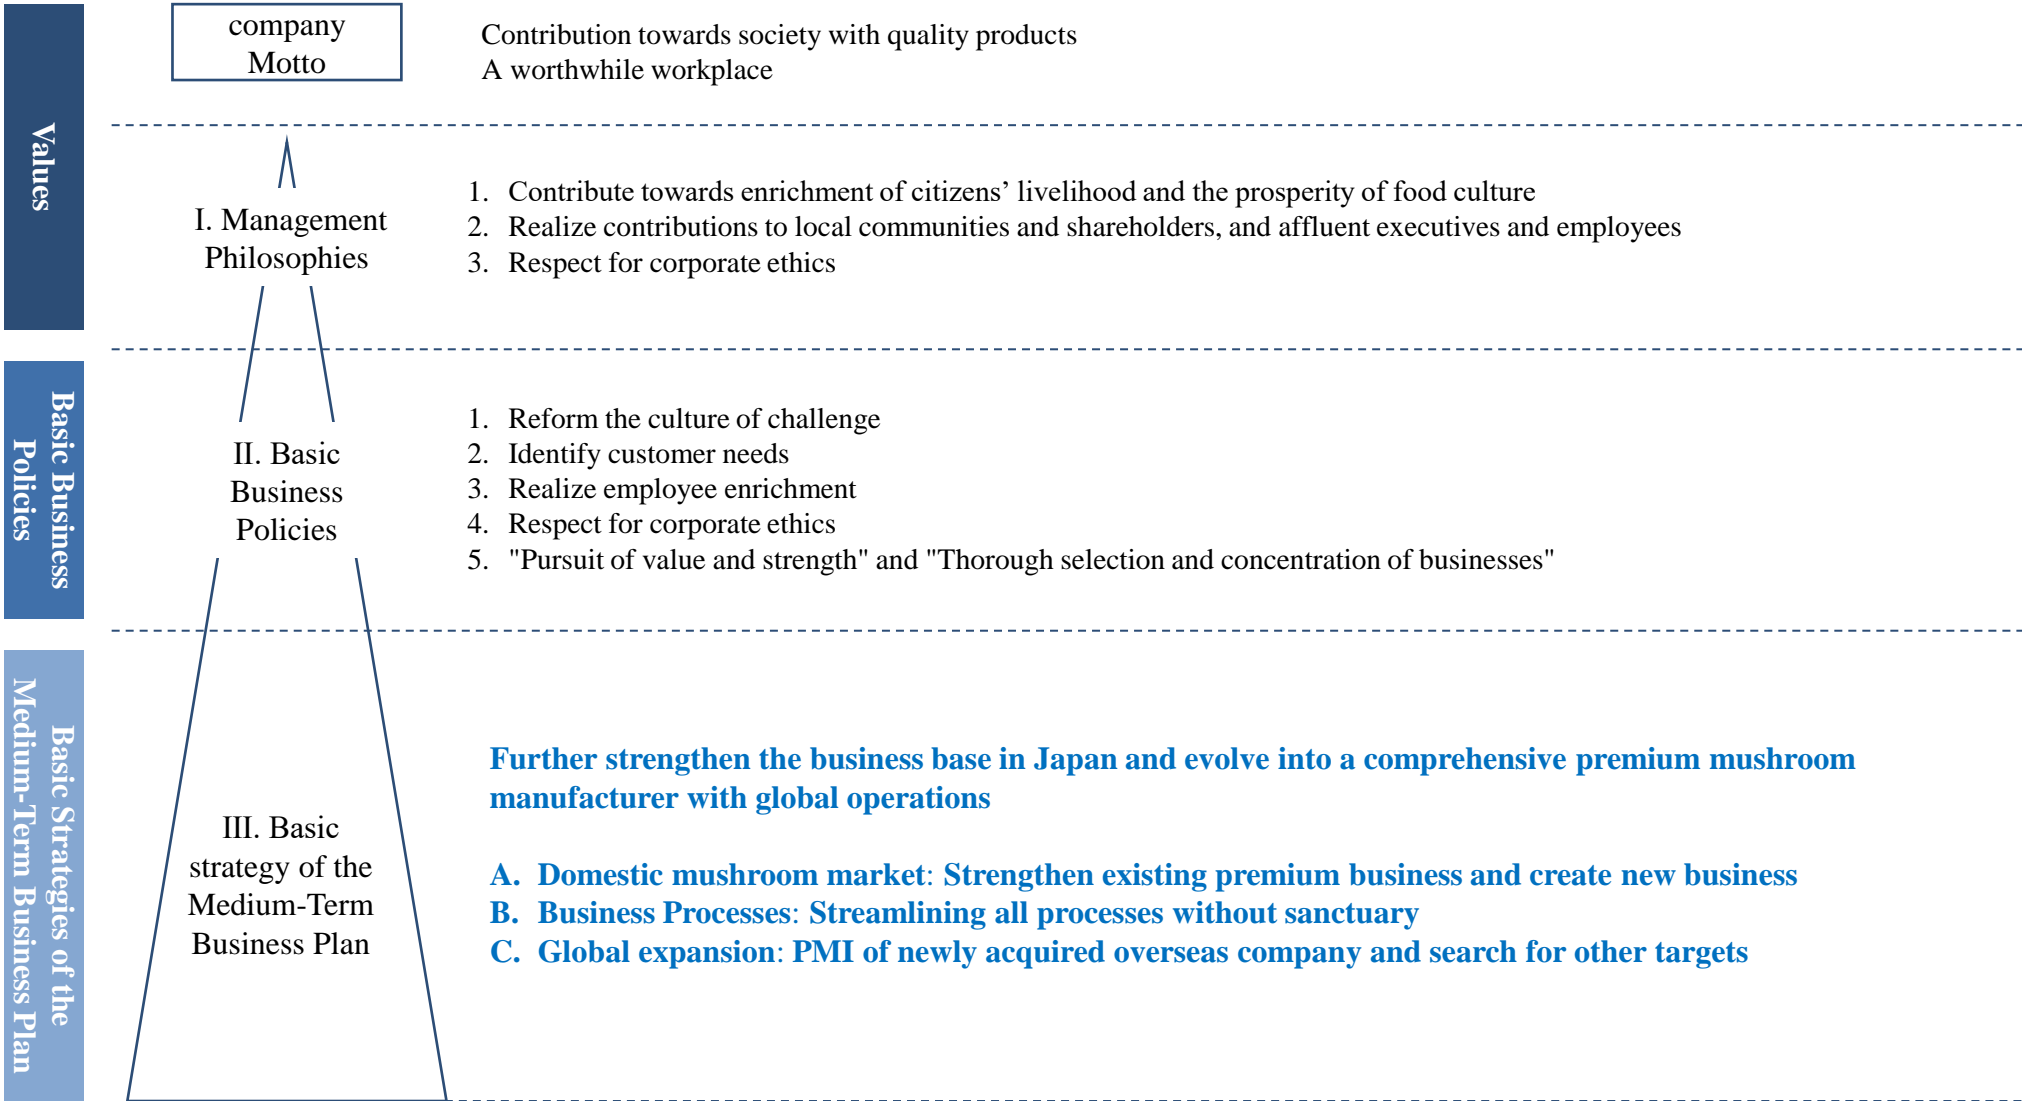 Values
company
Motto
Contribution towards society with quality products
A worthwhile workplace
I. Management
Philosophies
1. Contribute towards enrichment of citizens’ livelihood and the prosperity of food culture
2. Realize contributions to local communities and shareholders, and affluent executives and employees
3. Respect for corporate ethics
Basic Business
Policies
II. Basic
Business
Policies
1. Reform the culture of challenge
2. Identify customer needs
3. Realize employee enrichment
4. Respect for corporate ethics
5. "Pursuit of value and strength" and "Thorough selection and concentration of businesses"
Basic Strategies of the
Medium-Term Business Plan
III. Basic
strategy of the
Medium-Term
Business Plan
Further strengthen the business base in Japan and evolve into a comprehensive premium mushroom
manufacturer with global operations
A. Domestic mushroom market: Strengthen existing premium business and create new business
B. Business Processes: Streamlining all processes without sanctuary
C. Global expansion: PMI of newly acquired overseas company and search for other targets